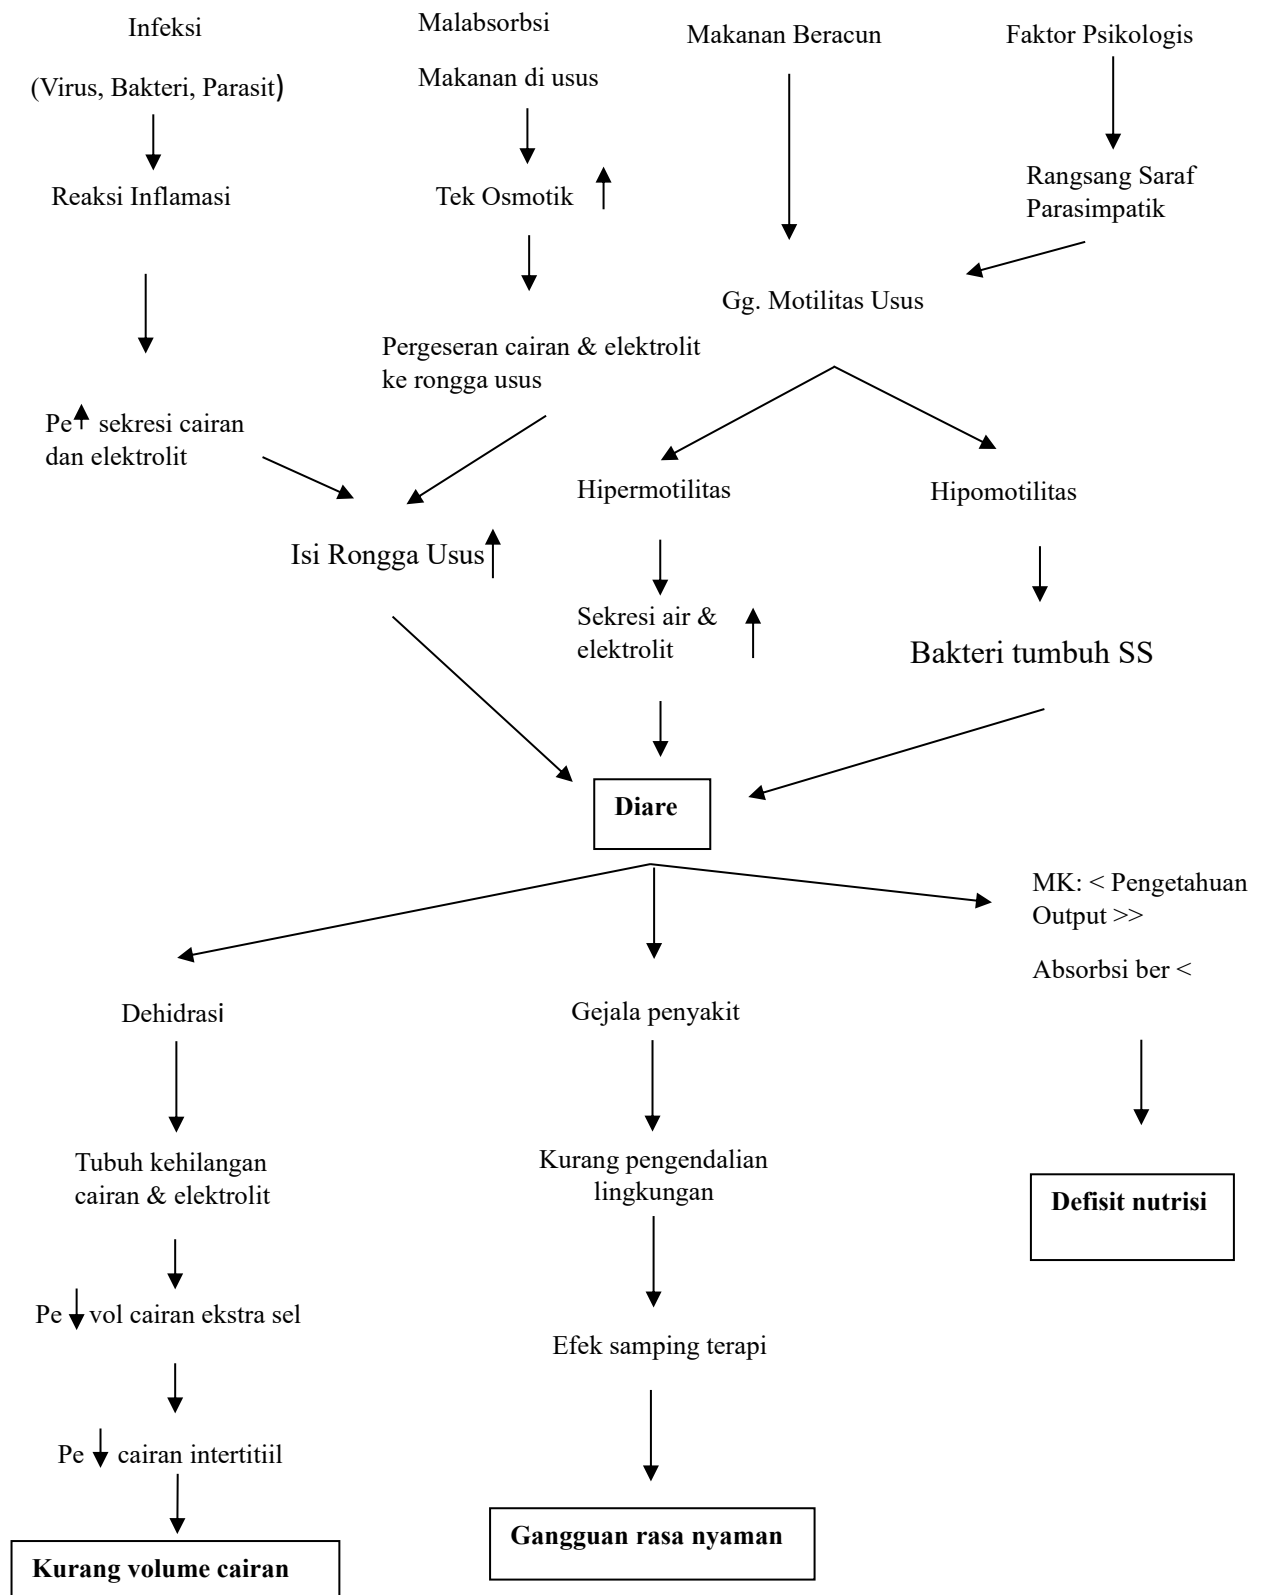 Infeksi
(Virus, Bakteri, Parasit)
Malabsorbsi
Makanan di usus
Makanan Beracun
Faktor Psikologis
Reaksi Inflamasi
Tek Osmotik
Rangsang Saraf
Parasimpatik
Gg. Motilitas Usus
Pergeseran cairan & elektrolit
ke rongga usus
Pe sekresi cairan
dan elektrolit
Hipermotilitas
Hipomotilitas
Isi Rongga Usus
Sekresi air &
elektrolit
Bakteri tumbuh SS
Diare
MK: < Pengetahuan
Output >>
Absorbsi ber <
Dehidrasi
Gejala penyakit
Tubuh kehilangan
cairan & elektrolit
Kurang pengendalian
lingkungan
Defisit nutrisi
Pe vol cairan ekstra sel
Efek samping terapi
Pe cairan intertitiil
Kurang volume cairan
Gangguan rasa nyaman